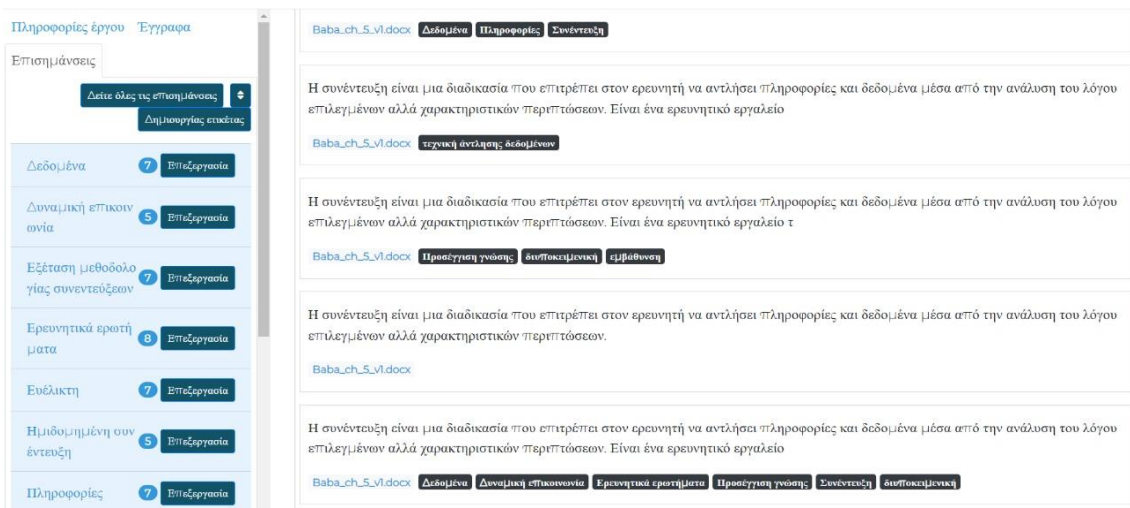 Πληροφορίες έργου Έγγραφα
Επισημάνσεις
Δείτε όλες τις επισημάνσεις
Δημιουργίας ετικέτας
Δεδομένα 7 Επεξεργασία
Δυναμική επικοιν
ωνία 5 Επεξεργασία
Εξέταση μεθοδολο
γίας συνεντεύξεων 7 Επεξεργασία
Ερευνητικά ερωτή
ματα 8 Επεξεργασία
Ευέλικτη 7 Επεξεργασία
Ημιδομημένη συν
έντευξη 5 Επεξεργασία
Πληροφορίες 7 Επεξεργασία
Baba_ch_5_v1.docx Δεδομένα Πληροφορίες Συνέντευξη
Η συνέντευξη είναι μια διαδικασία που επιτρέπει στον ερευνητή να αντλήσει πληροφορίες και δεδομένα μέσα από την ανάλυση του λόγου
επιλεγμένων αλλά χαρακτηριστικών περιπτώσεων. Είναι ένα ερευνητικό εργαλείο
Baba_ch_5_v1.docx τεχνική άντλησης δεδομένων
Η συνέντευξη είναι μια διαδικασία που επιτρέπει στον ερευνητή να αντλήσει πληροφορίες και δεδομένα μέσα από την ανάλυση του λόγου
επιλεγμένων αλλά χαρακτηριστικών περιπτώσεων. Είναι ένα ερευνητικό εργαλείο τ
Baba_ch_5_v1.docx Προσέγγιση γνώσης διυποκειμενική εμβάθυνση
Η συνέντευξη είναι μια διαδικασία που επιτρέπει στον ερευνητή να αντλήσει πληροφορίες και δεδομένα μέσα από την ανάλυση του λόγου
επιλεγμένων αλλά χαρακτηριστικών περιπτώσεων.
Baba_ch_5_v1.docx
Η συνέντευξη είναι μια διαδικασία που επιτρέπει στον ερευνητή να αντλήσει πληροφορίες και δεδομένα μέσα από την ανάλυση του λόγου
επιλεγμένων αλλά χαρακτηριστικών περιπτώσεων. Είναι ένα ερευνητικό εργαλείο
Baba_ch_5_v1.docx Δεδομένα Δυναμική επικοινωνία Ερευνητικά ερωτήματα Προσέγγιση γνώσης Συνέντευξη διυποκειμενική